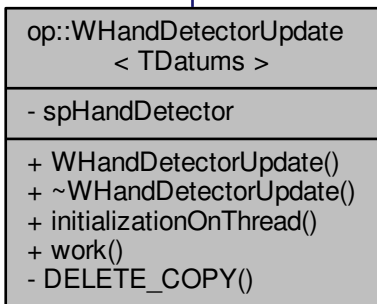 op::WHandDetectorUpdate
< TDatums >
- spHandDetector
+ WHandDetectorUpdate()
+ ~WHandDetectorUpdate()
+ initializationOnThread()
+ work()
- DELETE_COPY()